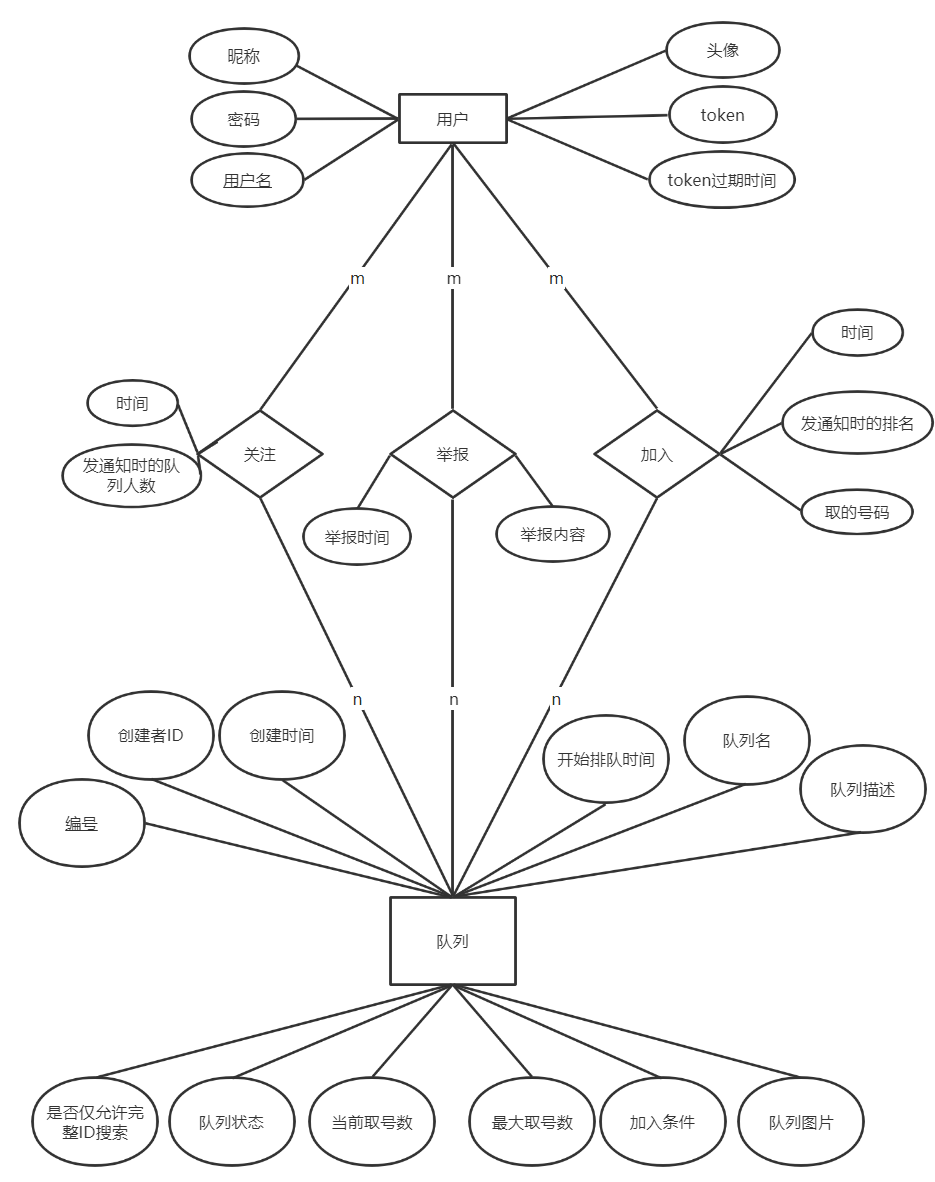 昵称
头像
密码
用户
token
用户名
token过期时间
m
m
m
时间
时间
发通知时的队
列人数
关注
举报
加入
发通知时的排名
举报时间
举报内容
取的号码
n
n
n
创建者ID
创建时间
开始排队时间
队列名
队列描述
编号
队列
是否仅允许完
整ID搜索
队列状态
当前取号数
最大取号数
加入条件
队列图片